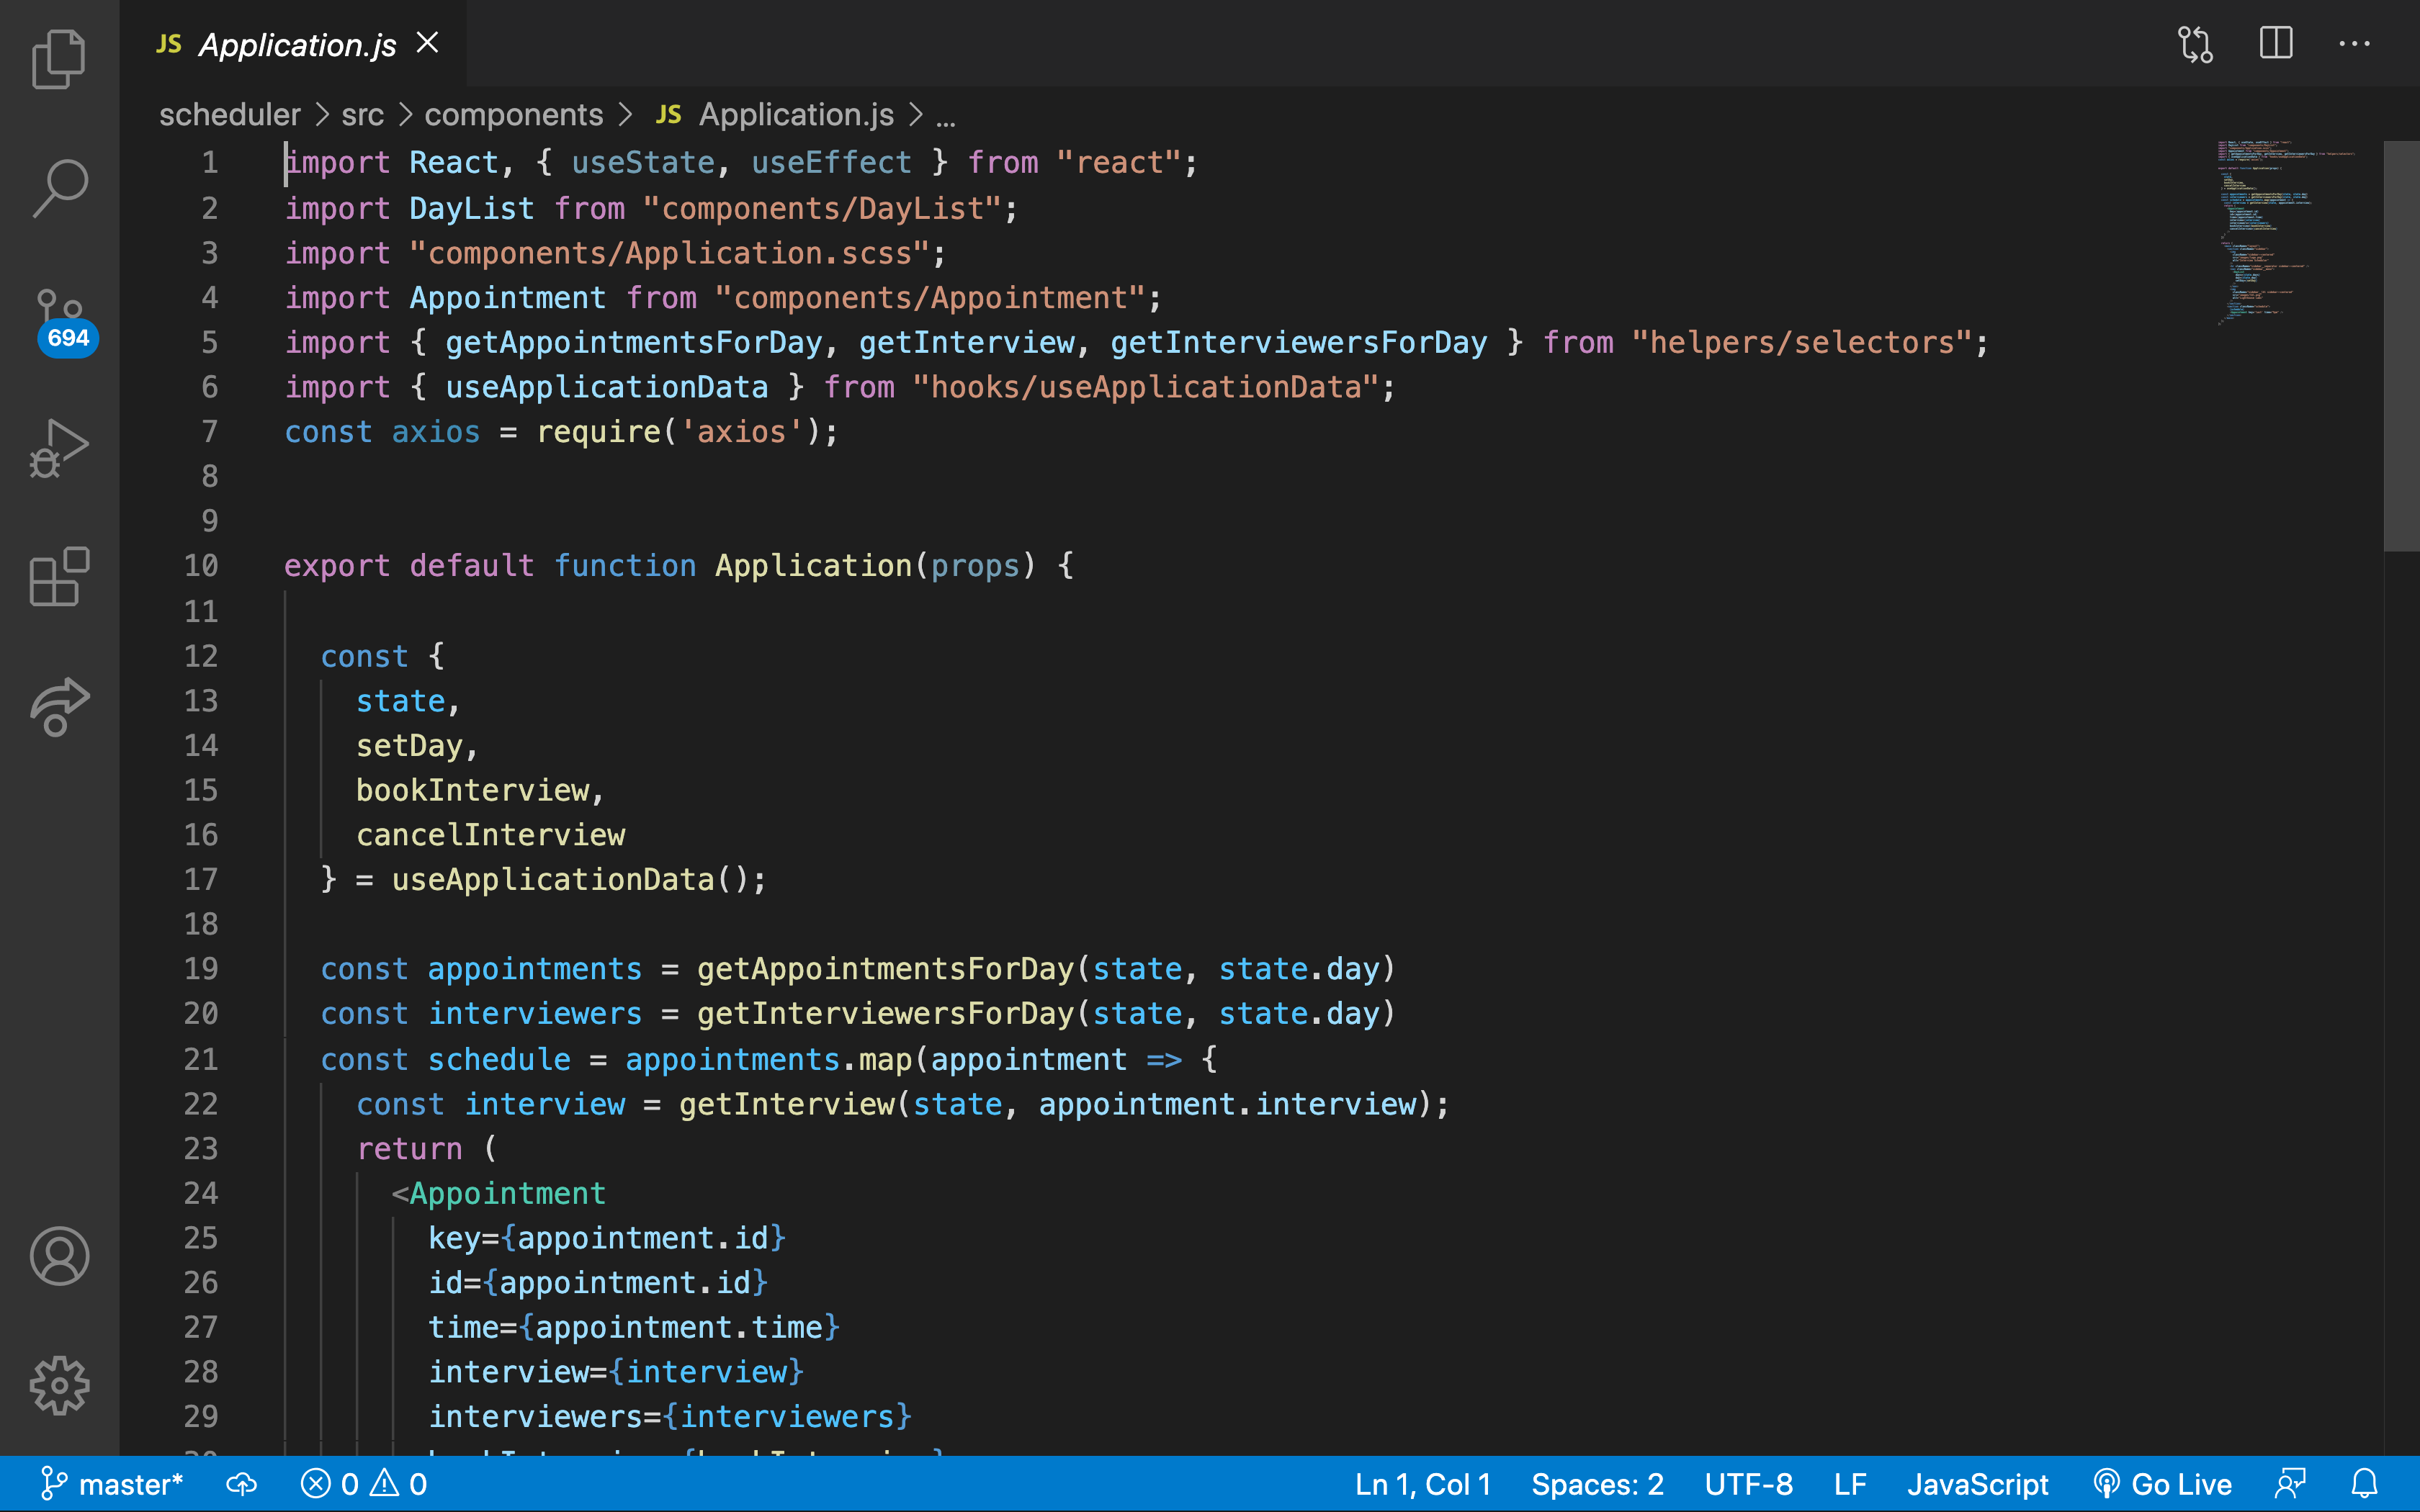 JS Application.js
scheduler > src > components > JS Application.js > ...
1 import React, { useState, useEffect } from "react";
2 import DayList from "components/DayList";
3 import "components/Application.scss";
4 import Appointment from "components/Appointment";
5 import { getAppointmentsForDay, getInterview, getInterviewersForDay } from "helpers/selectors";
6 import { useApplicationData } from "hooks/useApplicationData";
7 const axios = require('axios');
8
9
10 export default function Application(props) {
11
12 const {
13 state,
14 setDay,
15 bookInterview,
16 cancelInterview
17 } = useApplicationData();
18
19 const appointments = getAppointmentsForDay(state, state.day)
20 const interviewers = getInterviewersForDay(state, state.day)
21 const schedule = appointments.map(appointment => {
22 const interview = getInterview(state, appointment.interview);
23 return (
24 <Appointment
25 key={appointment.id}
26 id={appointment.id}
27 time={appointment.time}
28 interview={interview}
29 interviewers={interviewers}
694
master* 0 0 Ln 1, Col 1 Spaces: 2 UTF-8 LF JavaScript Go Live